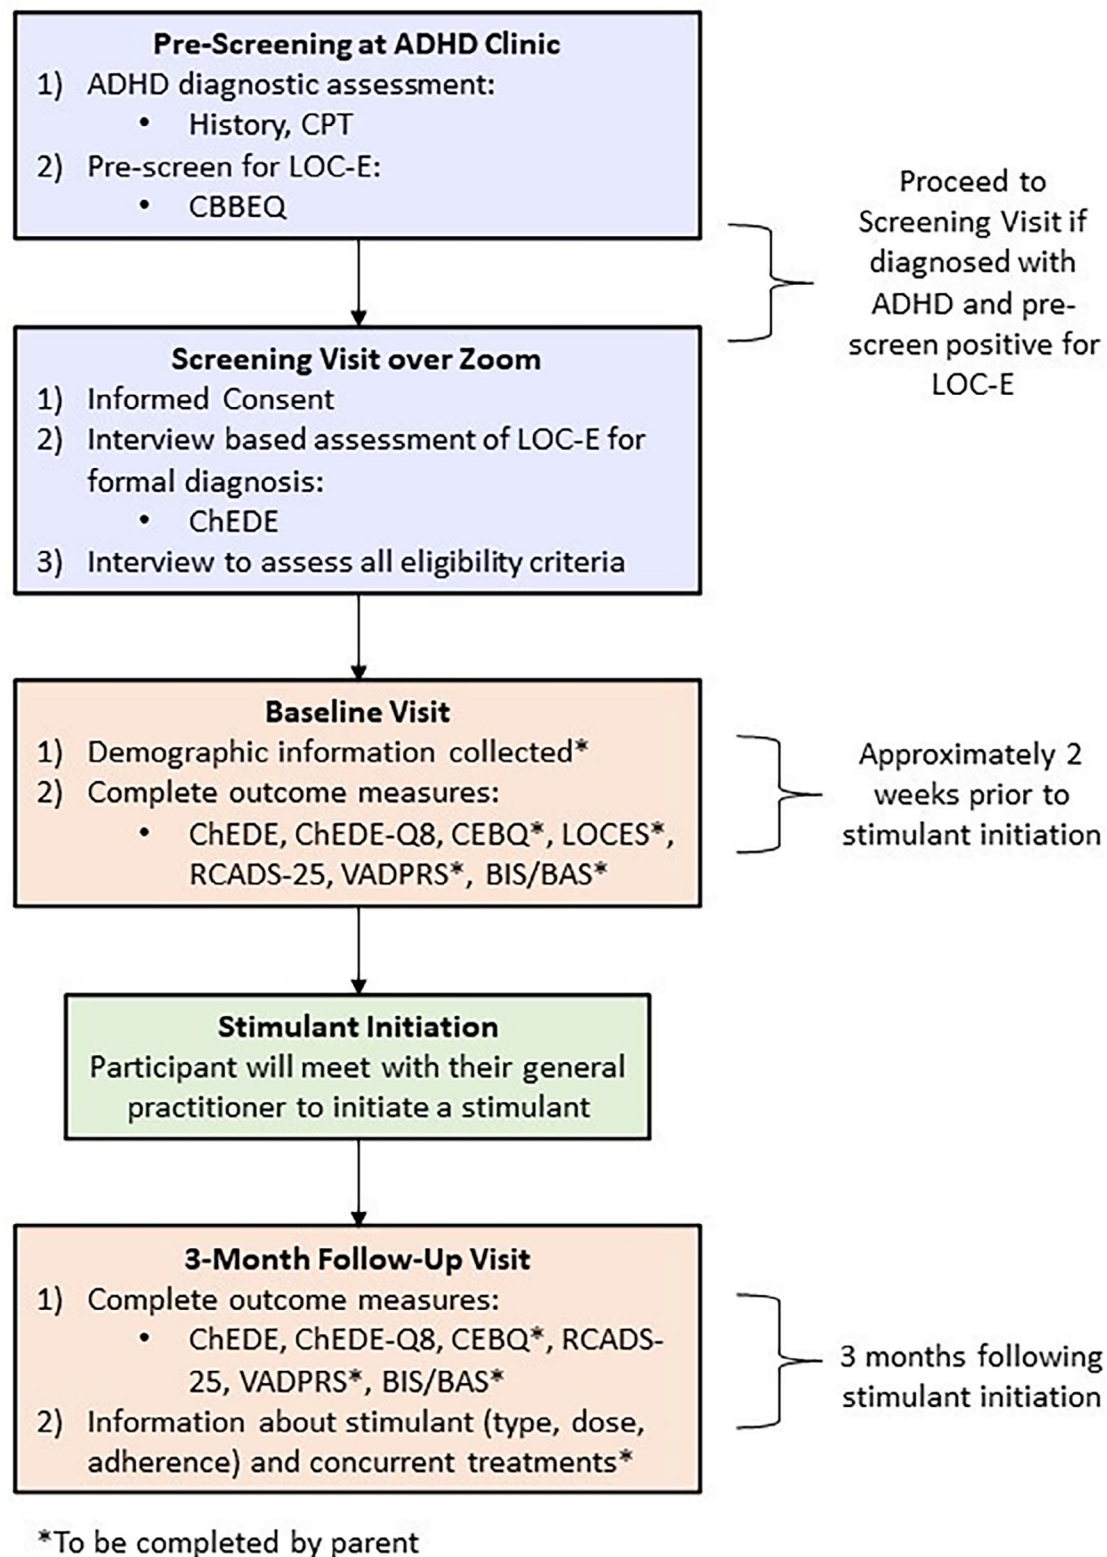 Pre-Screening at ADHD Clinic
1) ADHD diagnostic assessment:
• History, CPT
2) Pre-screen for LOC-E:
• CBBEQ
Proceed to
Screening Visit if
diagnosed with
ADHD and pre-
screen positive for
LOC-E
Screening Visit over Zoom
1) Informed Consent
2) Interview based assessment of LOC-E for
formal diagnosis:
• ChEDE
3) Interview to assess all eligibility criteria
Baseline Visit
1) Demographic information collected*
2) Complete outcome measures:
• ChEDE, ChEDE-Q8, CEBQ*, LOCES*,
RCADS-25, VADPRS*, BIS/BAS*
Approximately 2
weeks prior to
stimulant initiation
Stimulant Initiation
Participant will meet with their general
practitioner to initiate a stimulant
3-Month Follow-Up Visit
1) Complete outcome measures:
• ChEDE, ChEDE-Q8, CEBQ*, RCADS-
25, VADPRS*, BIS/BAS*
2) Information about stimulant (type, dose,
adherence) and concurrent treatments*
3 months following
stimulant initiation
*To be completed by parent